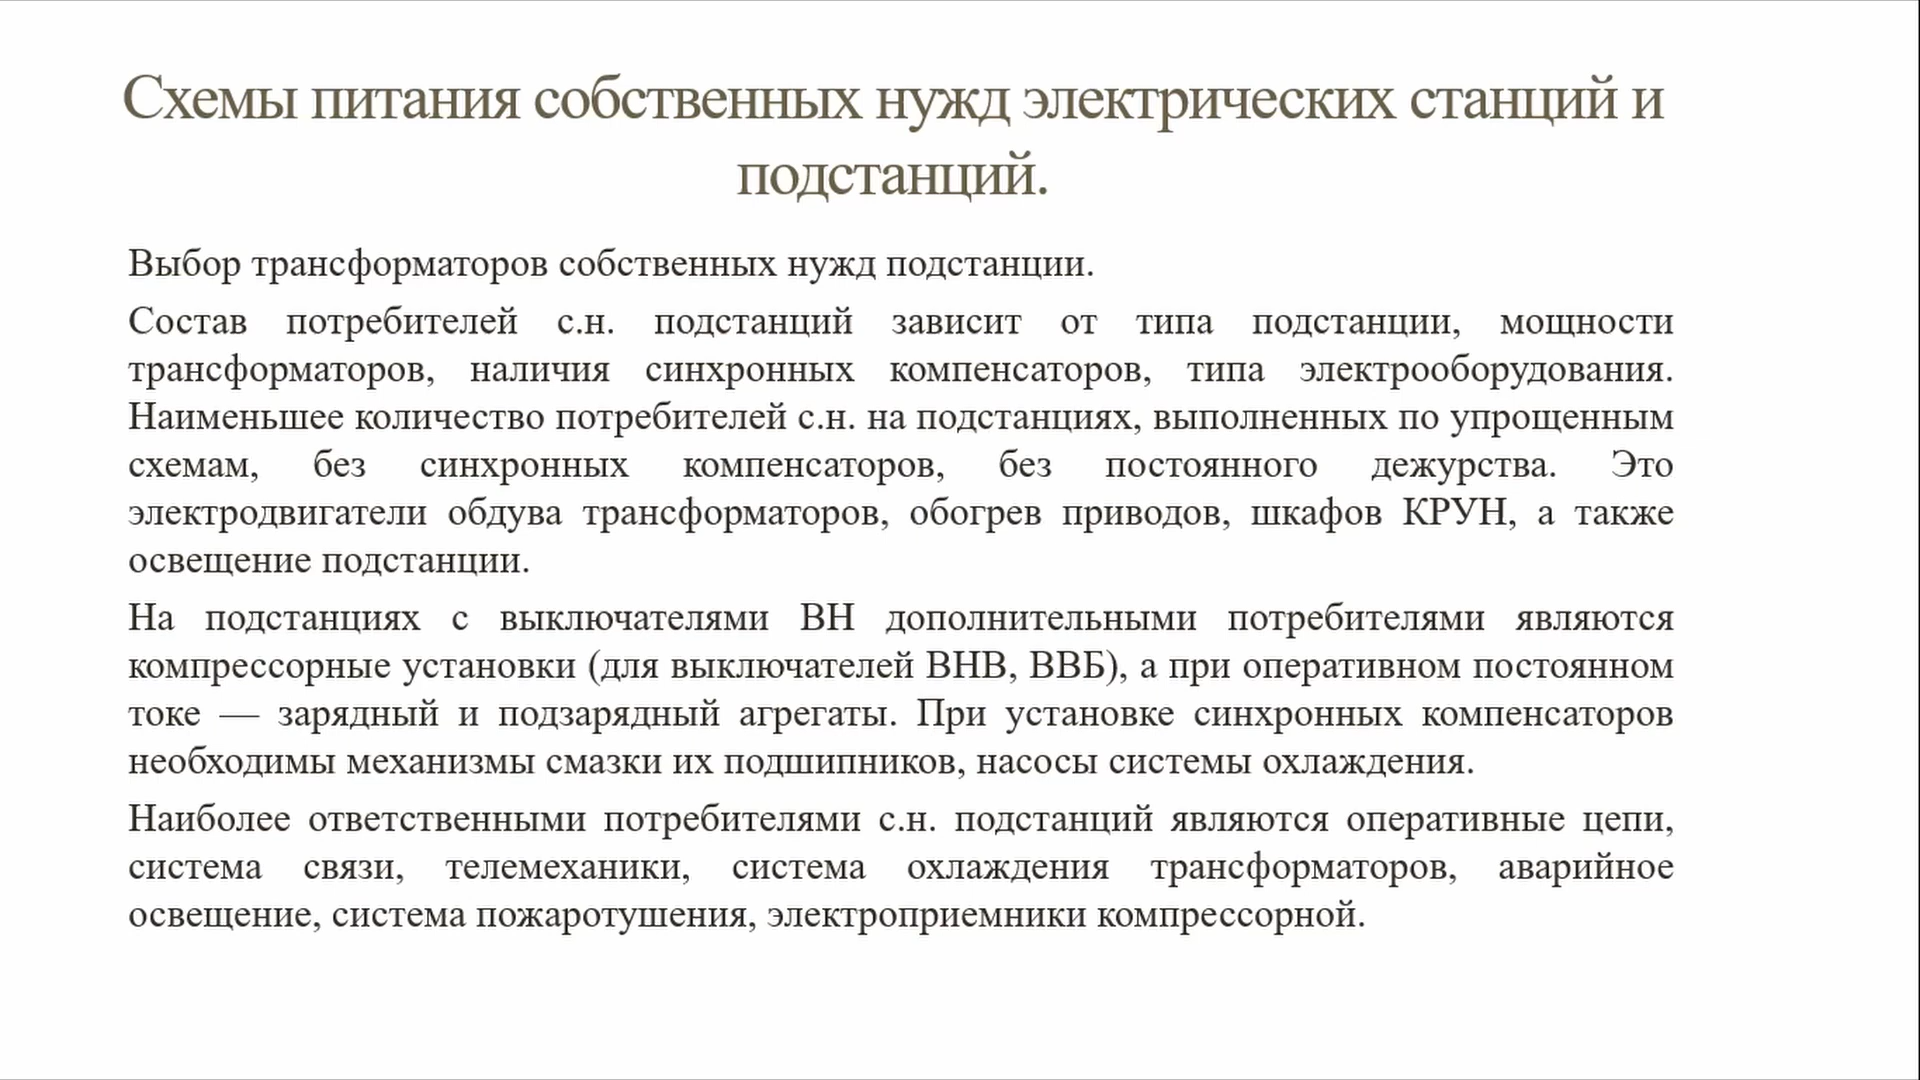 Схемы питания собственных нужд электрических станций и
подстанций.
Выбор трансформаторов собственных нужд подстанции.
Состав потребителей с.н. подстанций зависит от типа подстанции, мощности
трансформаторов, наличия синхронных компенсаторов, типа электрооборудования.
Наименьшее количество потребителей с.н. на подстанциях, выполненных по упрощенным
схемам, без синхронных компенсаторов, без постоянного дежурства. Это
электродвигатели обдува трансформаторов, обогрев приводов, шкафов КРУН, а также
освещение подстанции.
На подстанциях с выключателями ВН дополнительными потребителями являются
компрессорные установки (для выключателей ВНВ, ВВБ), а при оперативном постоянном
токе — зарядный и подзарядный агрегаты. При установке синхронных компенсаторов
необходимы механизмы смазки их подшипников, насосы системы охлаждения.
Наиболее ответственными потребителями с.н. подстанций являются оперативные цепи,
система связи, телемеханики, система охлаждения трансформаторов, аварийное
освещение, система пожаротушения, электроприемники компрессорной.